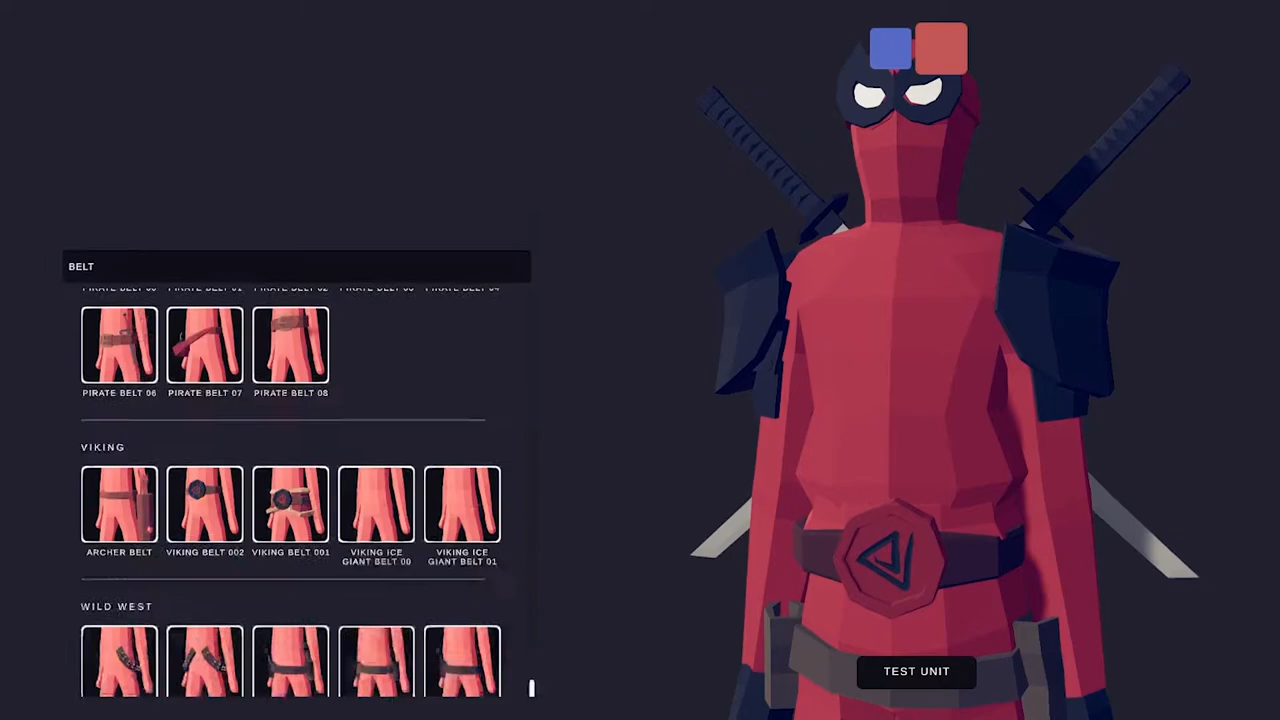 BELT
PIRATE BELT 06 PIRATE BELT 07 PIRATE BELT 08
VIKING
ARCHER BELT VIKING BELT 002 VIKING BELT 001 VIKING ICE GIANT BELT 00 VIKING ICE GIANT BELT 01
WILD WEST
TEST UNIT